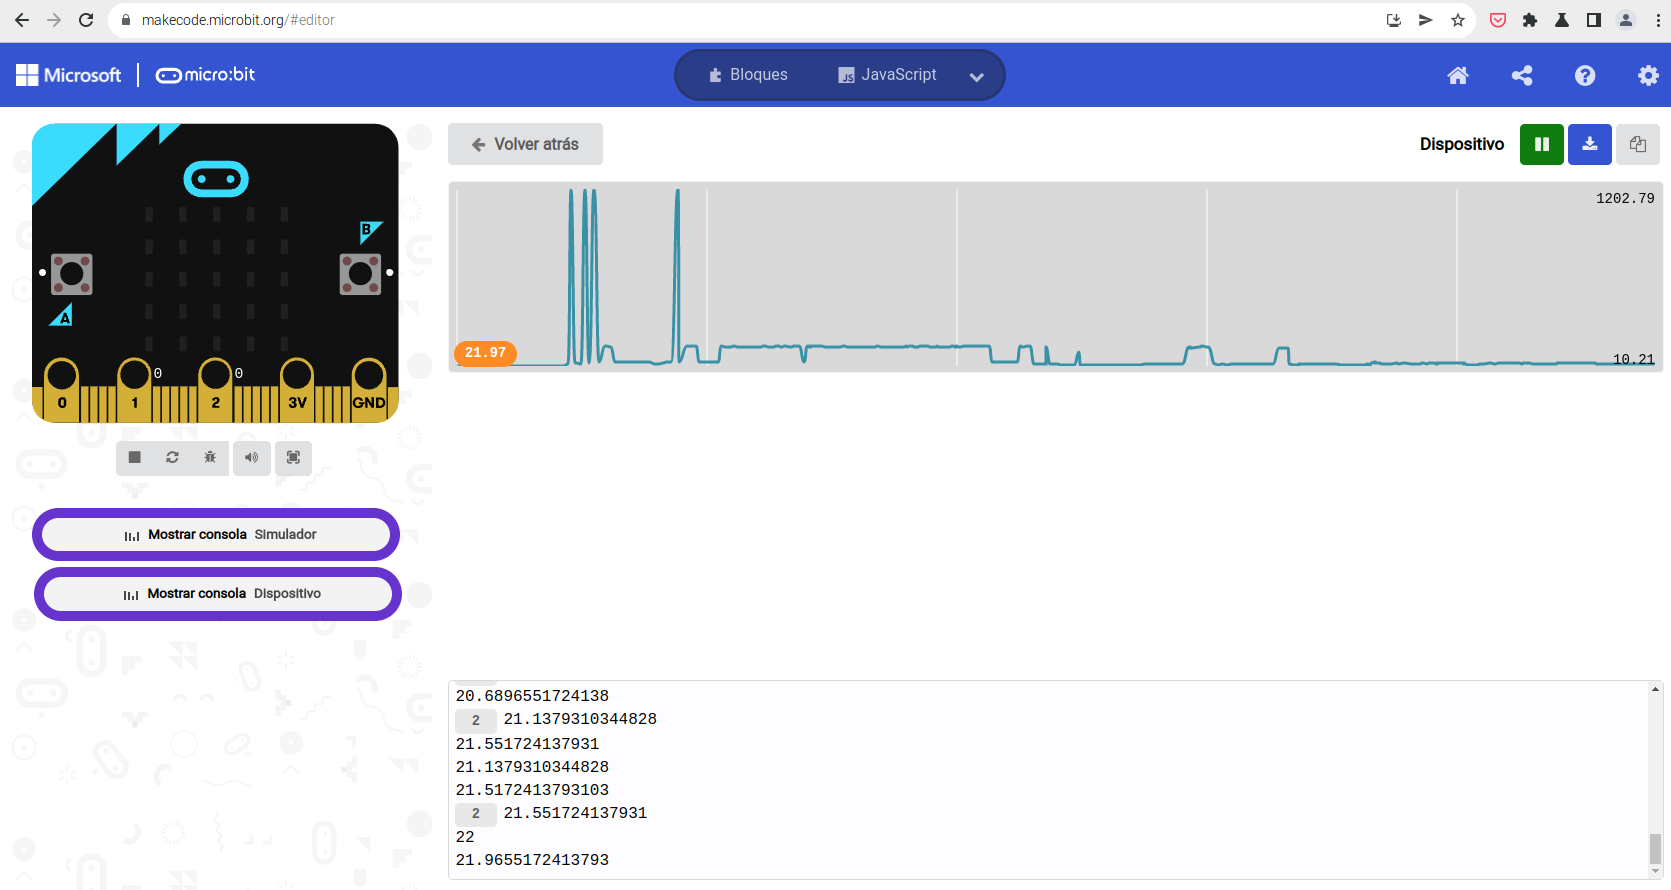 makecode.microbit.org/#editor
Microsoft
micro:bit
Bloques
JS
JavaScript
Volver atrás
Dispositivo
1202.79
21.97
10.21
B
A
0
0
0
1
2
3V
GND
Mostrar consola Simulador
Mostrar consola Dispositivo
20.6896551724138
2 21.1379310344828
21.551724137931
21.1379310344828
21.5172413793103
2 21.551724137931
22
21.9655172413793